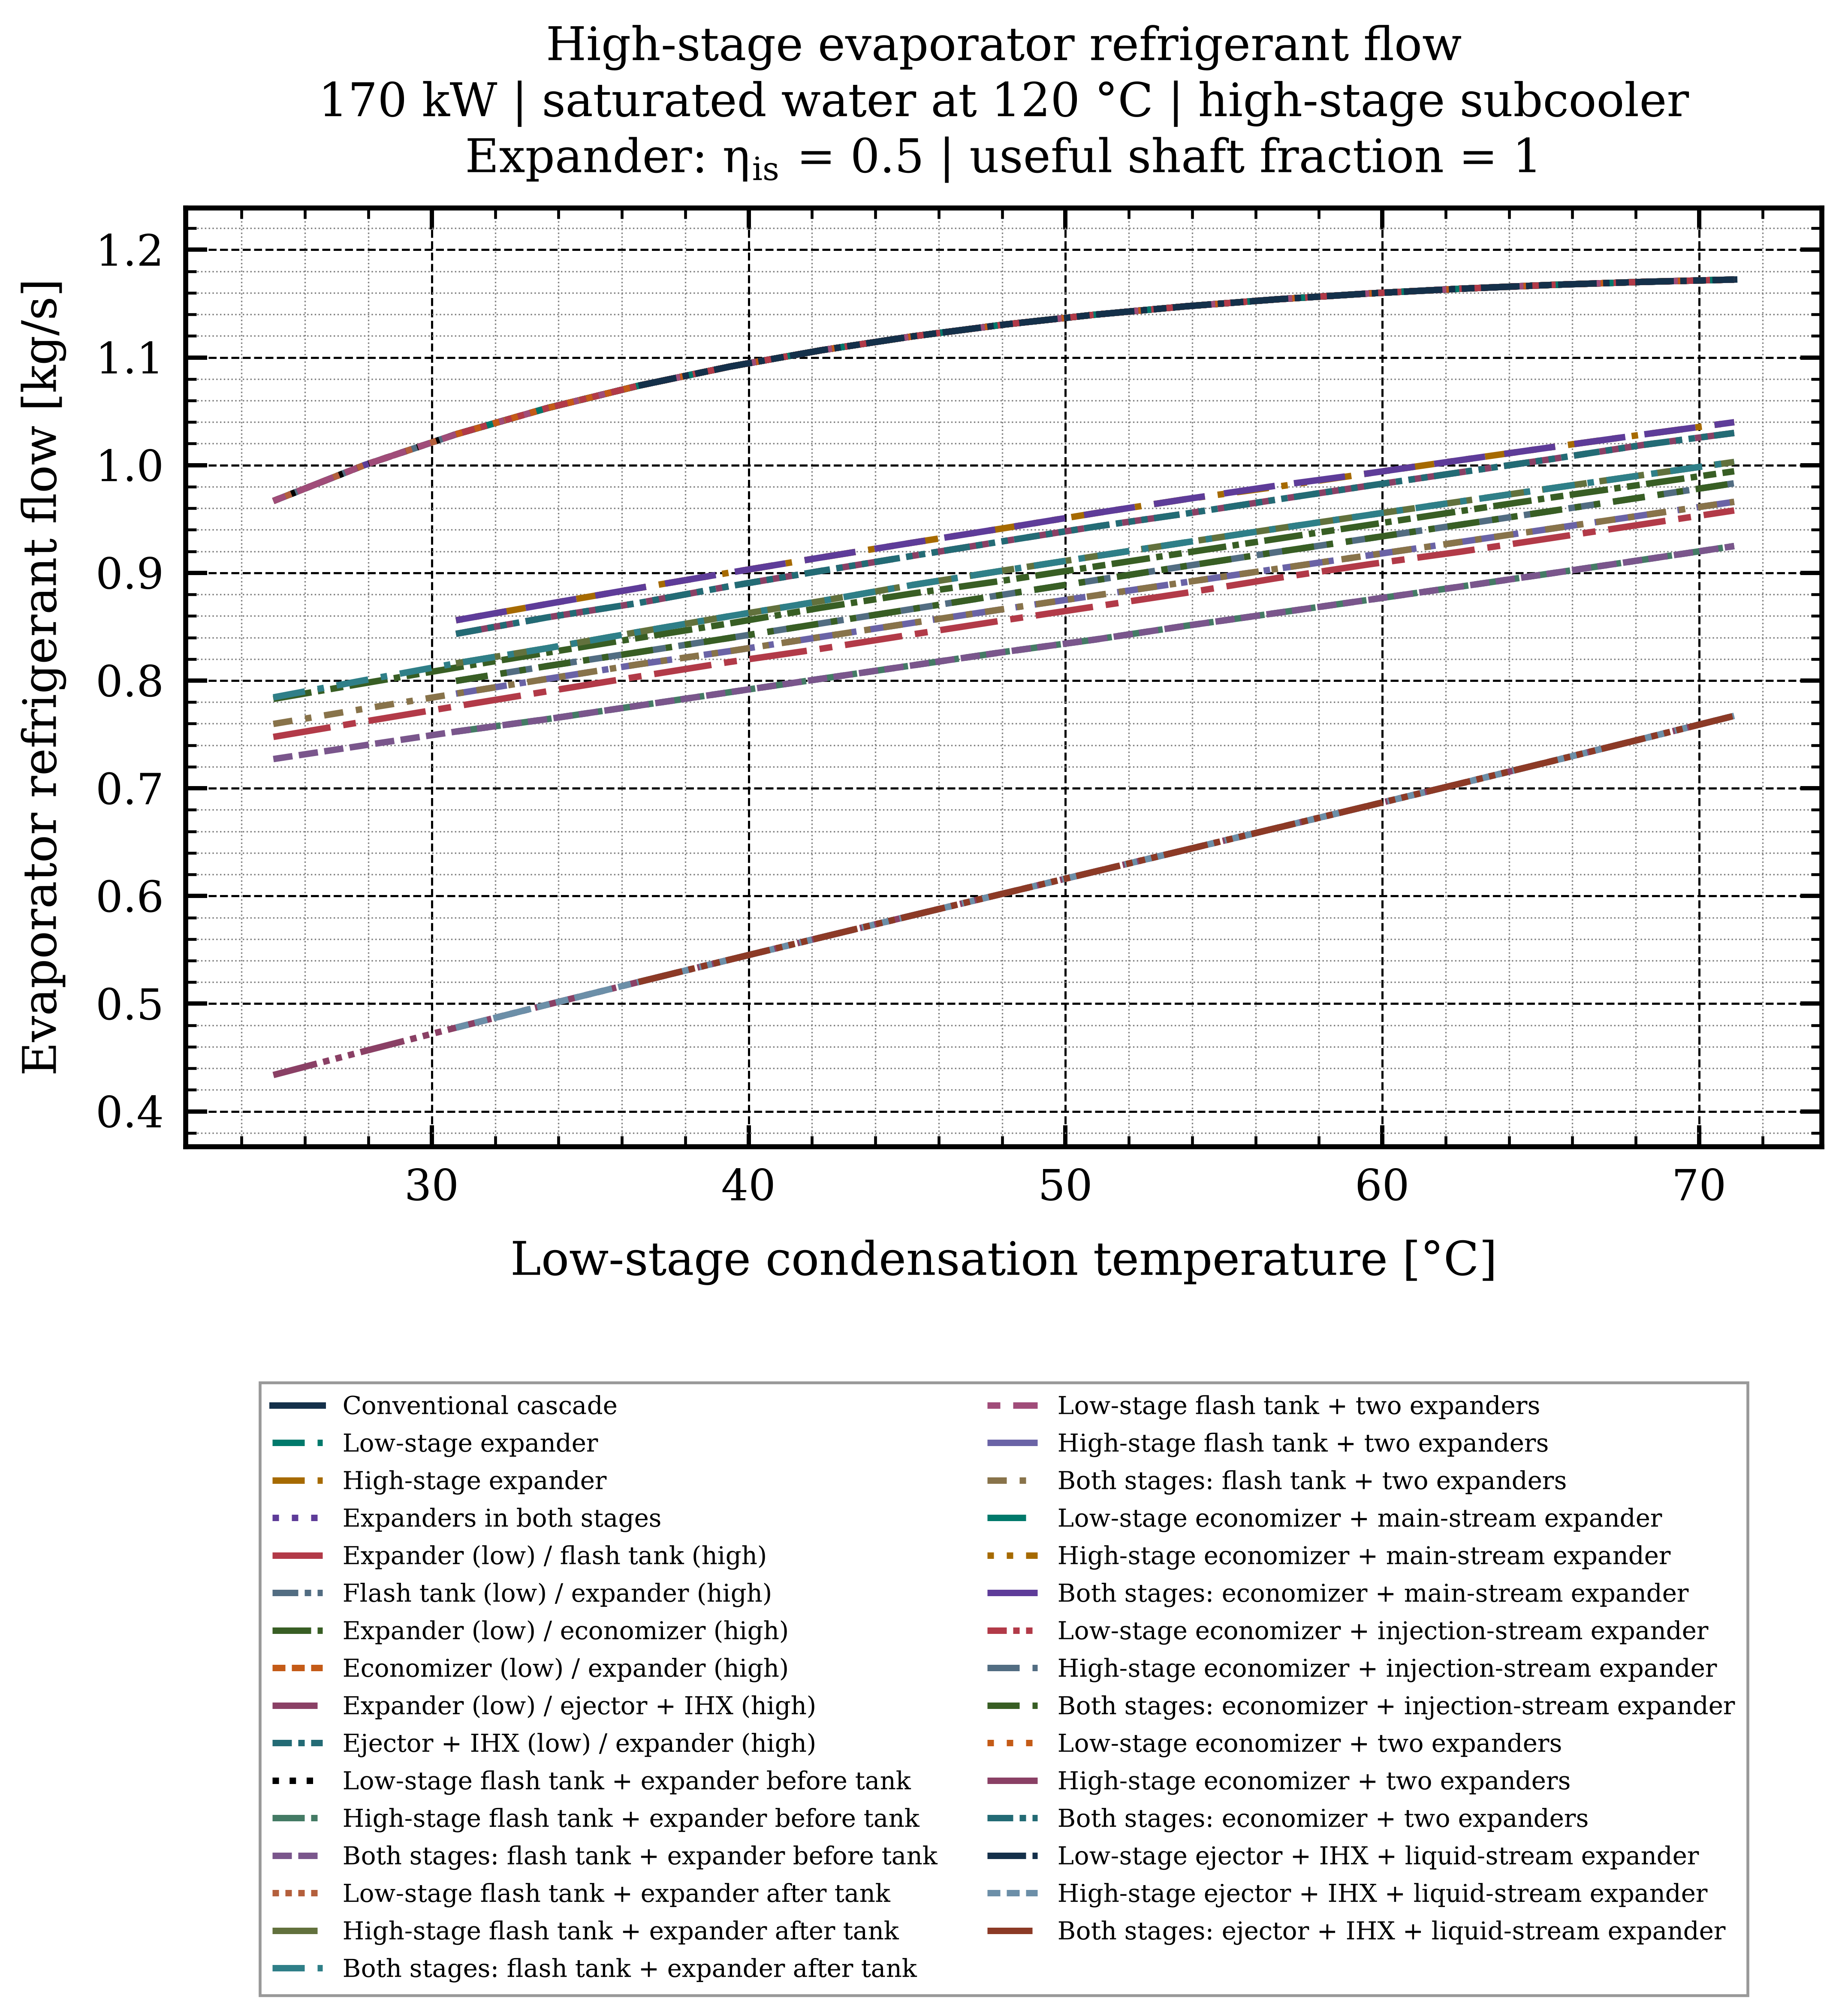 High-stage evaporator refrigerant flow
170 kW | saturated water at 120 °C | high-stage subcooler
Expander: ηis = 0.5 | useful shaft fraction = 1
Evaporator refrigerant flow [kg/s]
1.2
1.1
1.0
0.9
0.8
0.7
0.6
0.5
0.4
30 40 50 60 70
Low-stage condensation temperature [°C]
Conventional cascade
Low-stage expander
High-stage expander
Expanders in both stages
Expander (low) / flash tank (high)
Flash tank (low) / expander (high)
Expander (low) / economizer (high)
Economizer (low) / expander (high)
Expander (low) / ejector + IHX (high)
Ejector + IHX (low) / expander (high)
Low-stage flash tank + expander before tank
High-stage flash tank + expander before tank
Both stages: flash tank + expander before tank
Low-stage flash tank + expander after tank
High-stage flash tank + expander after tank
Both stages: flash tank + expander after tank
Low-stage flash tank + two expanders
High-stage flash tank + two expanders
Both stages: flash tank + two expanders
Low-stage economizer + main-stream expander
High-stage economizer + main-stream expander
Both stages: economizer + main-stream expander
Low-stage economizer + injection-stream expander
High-stage economizer + injection-stream expander
Both stages: economizer + injection-stream expander
Low-stage economizer + two expanders
High-stage economizer + two expanders
Both stages: economizer + two expanders
Low-stage ejector + IHX + liquid-stream expander
High-stage ejector + IHX + liquid-stream expander
Both stages: ejector + IHX + liquid-stream expander